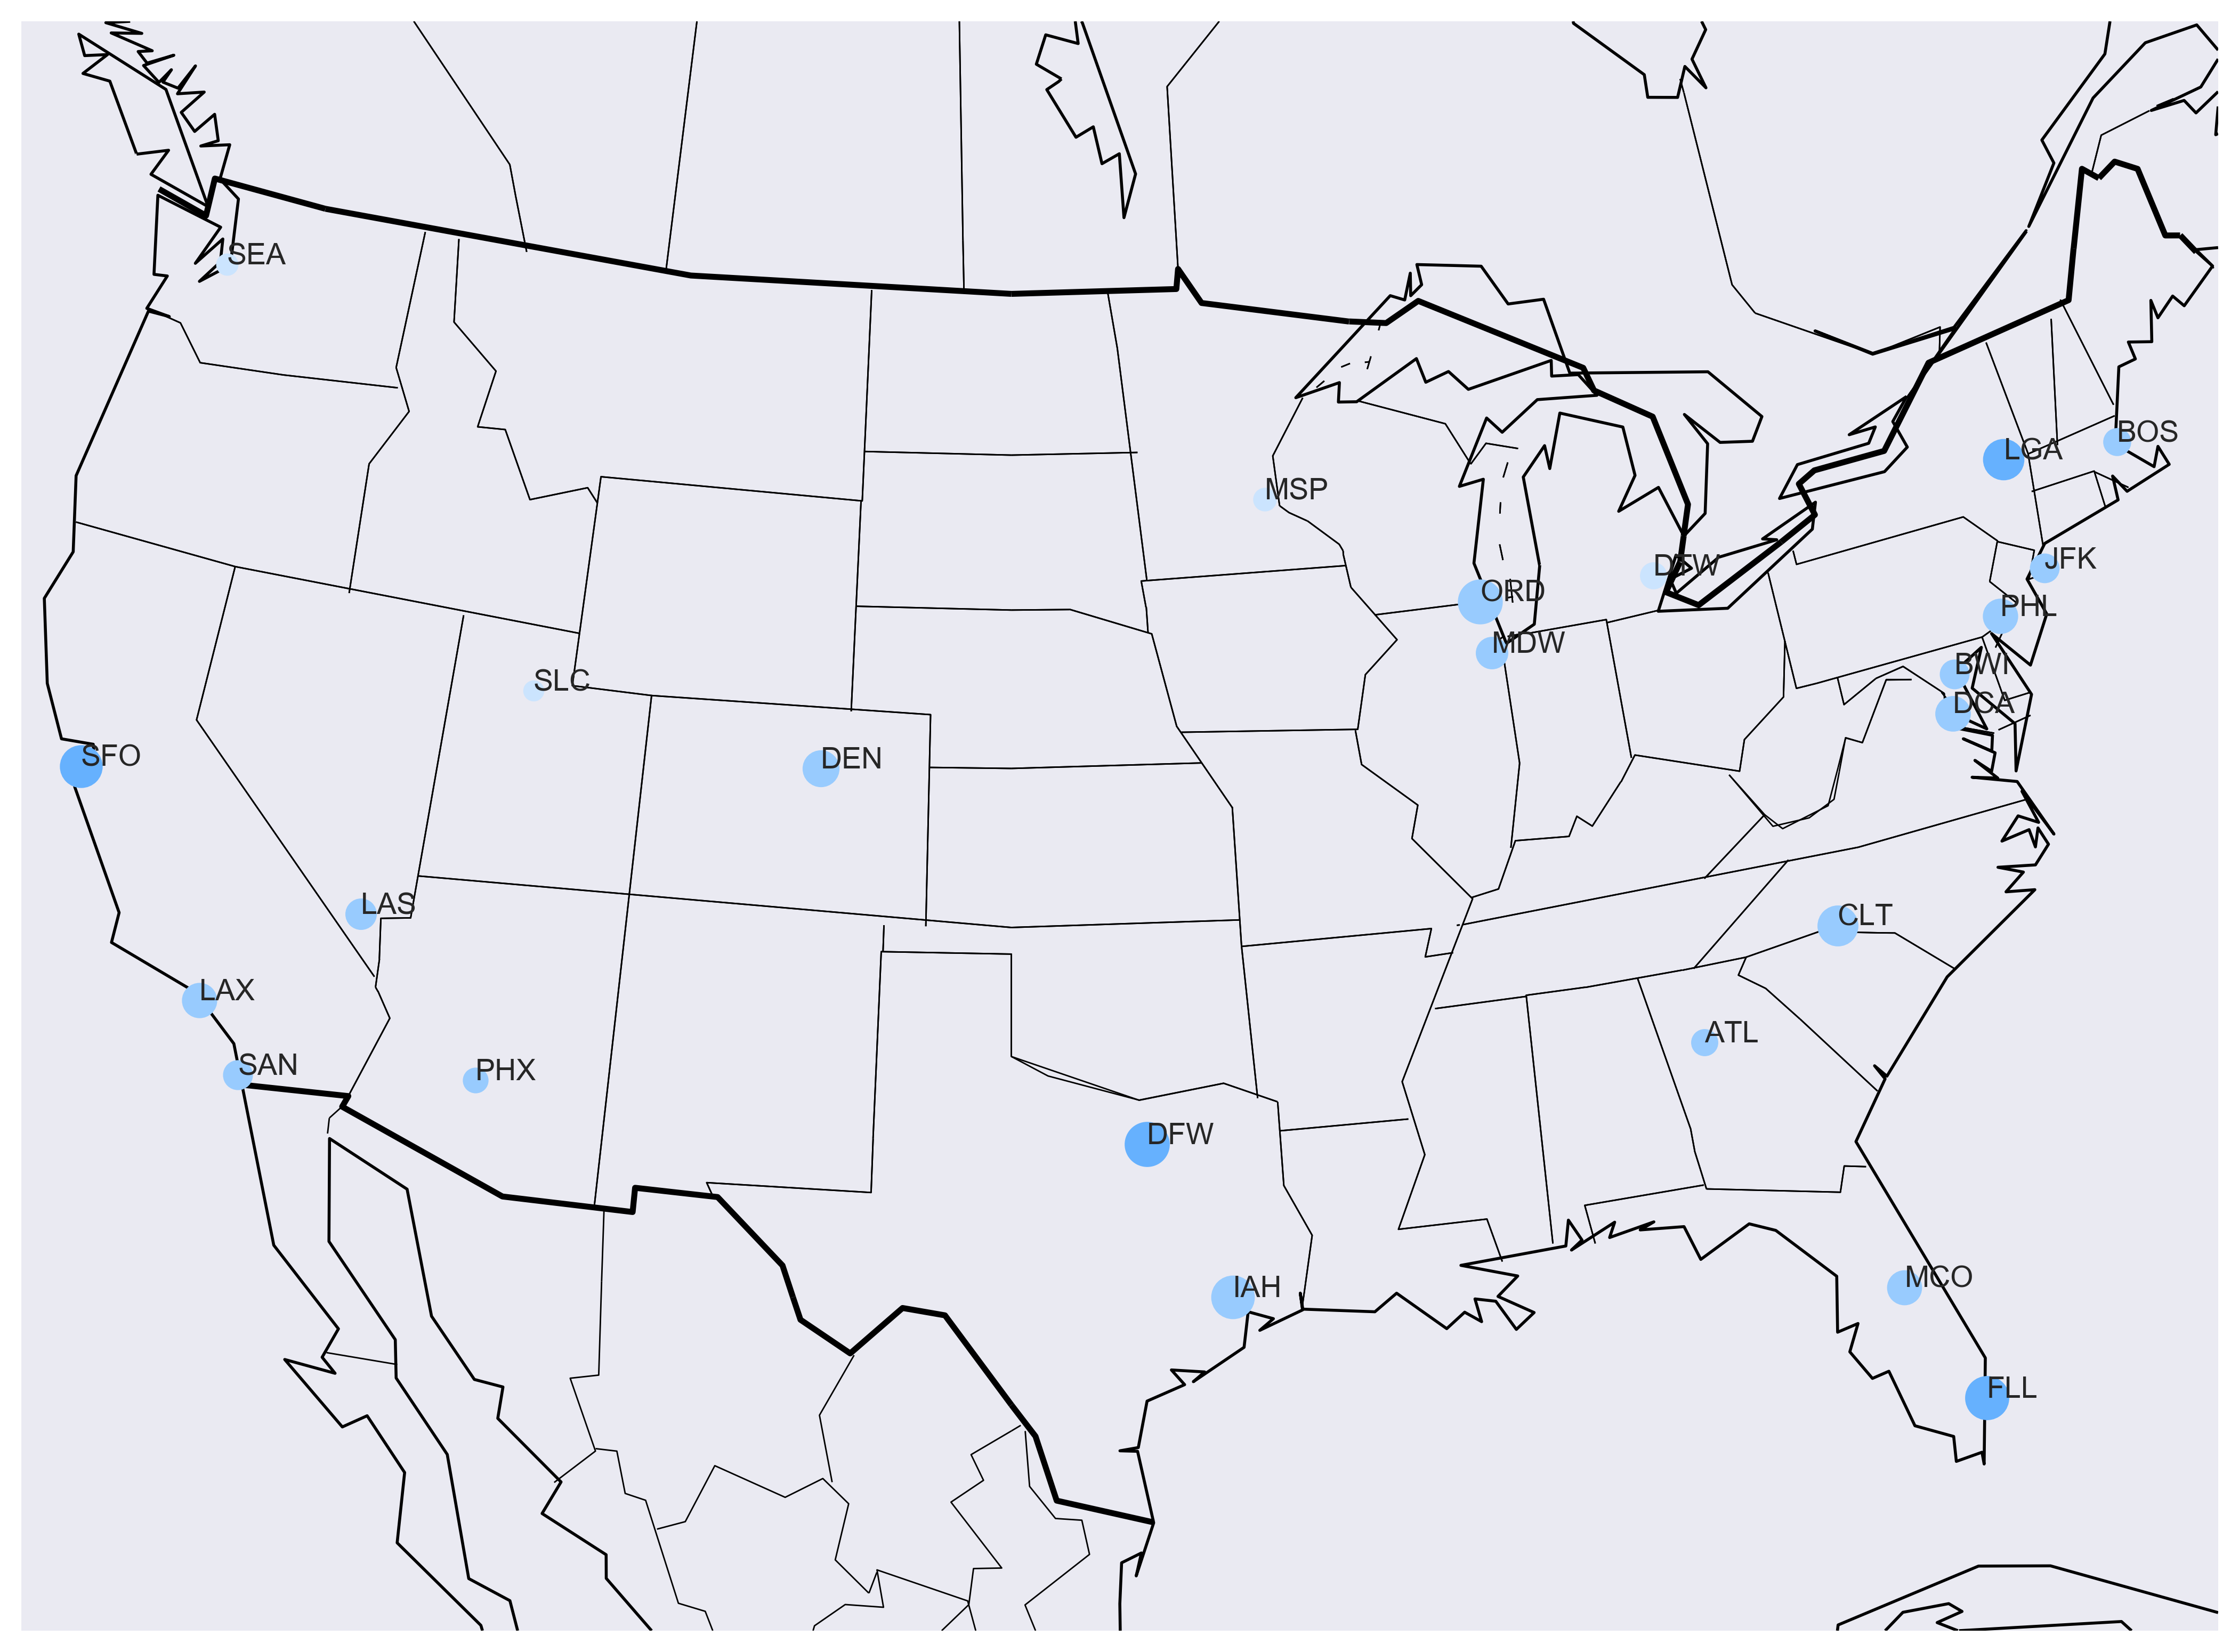 SEA
BOS
LGA
MSP
JFK
DTW
ORD
PHL
MDW
BWI
SLC
DCA
SFO
DEN
LAS
CLT
LAX
ATL
SAN
PHX
DFW
MCO
IAH
FLL